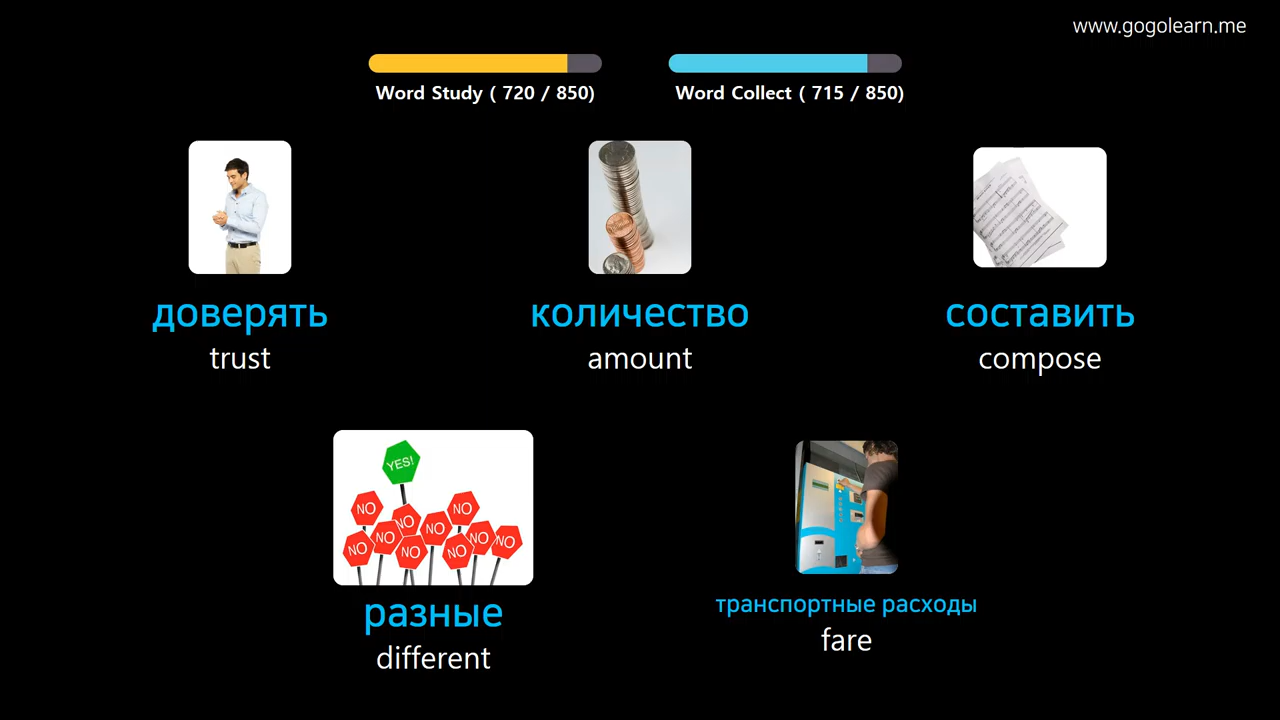 www.gogolearn.me
Word Study ( 720 / 850)
Word Collect ( 715 / 850)
доверять
trust
количество
amount
составить
compose
YES!
NO
NO
NO
NO
NO
NO
NO
NO
NO
NO
разные
different
транспортные расходы
fare